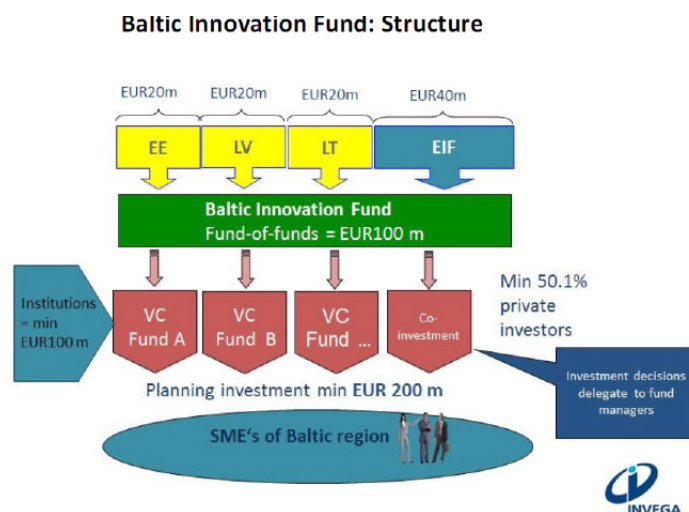 Baltic Innovation Fund: Structure
EUR20m
EUR20m
EUR20m
EUR40m
EE
LV
LT
EIF
Baltic Innovation Fund
Fund-of-funds = EUR100 m
Institutions
= min
EUR100 m
VC
Fund A
VC
Fund B
VC
Fund ...
Co-
investment
Min 50.1%
private
investors
Investment decisions
delegate to fund
managers
Planning investment min EUR 200 m
SME's of Baltic region
INVEGA